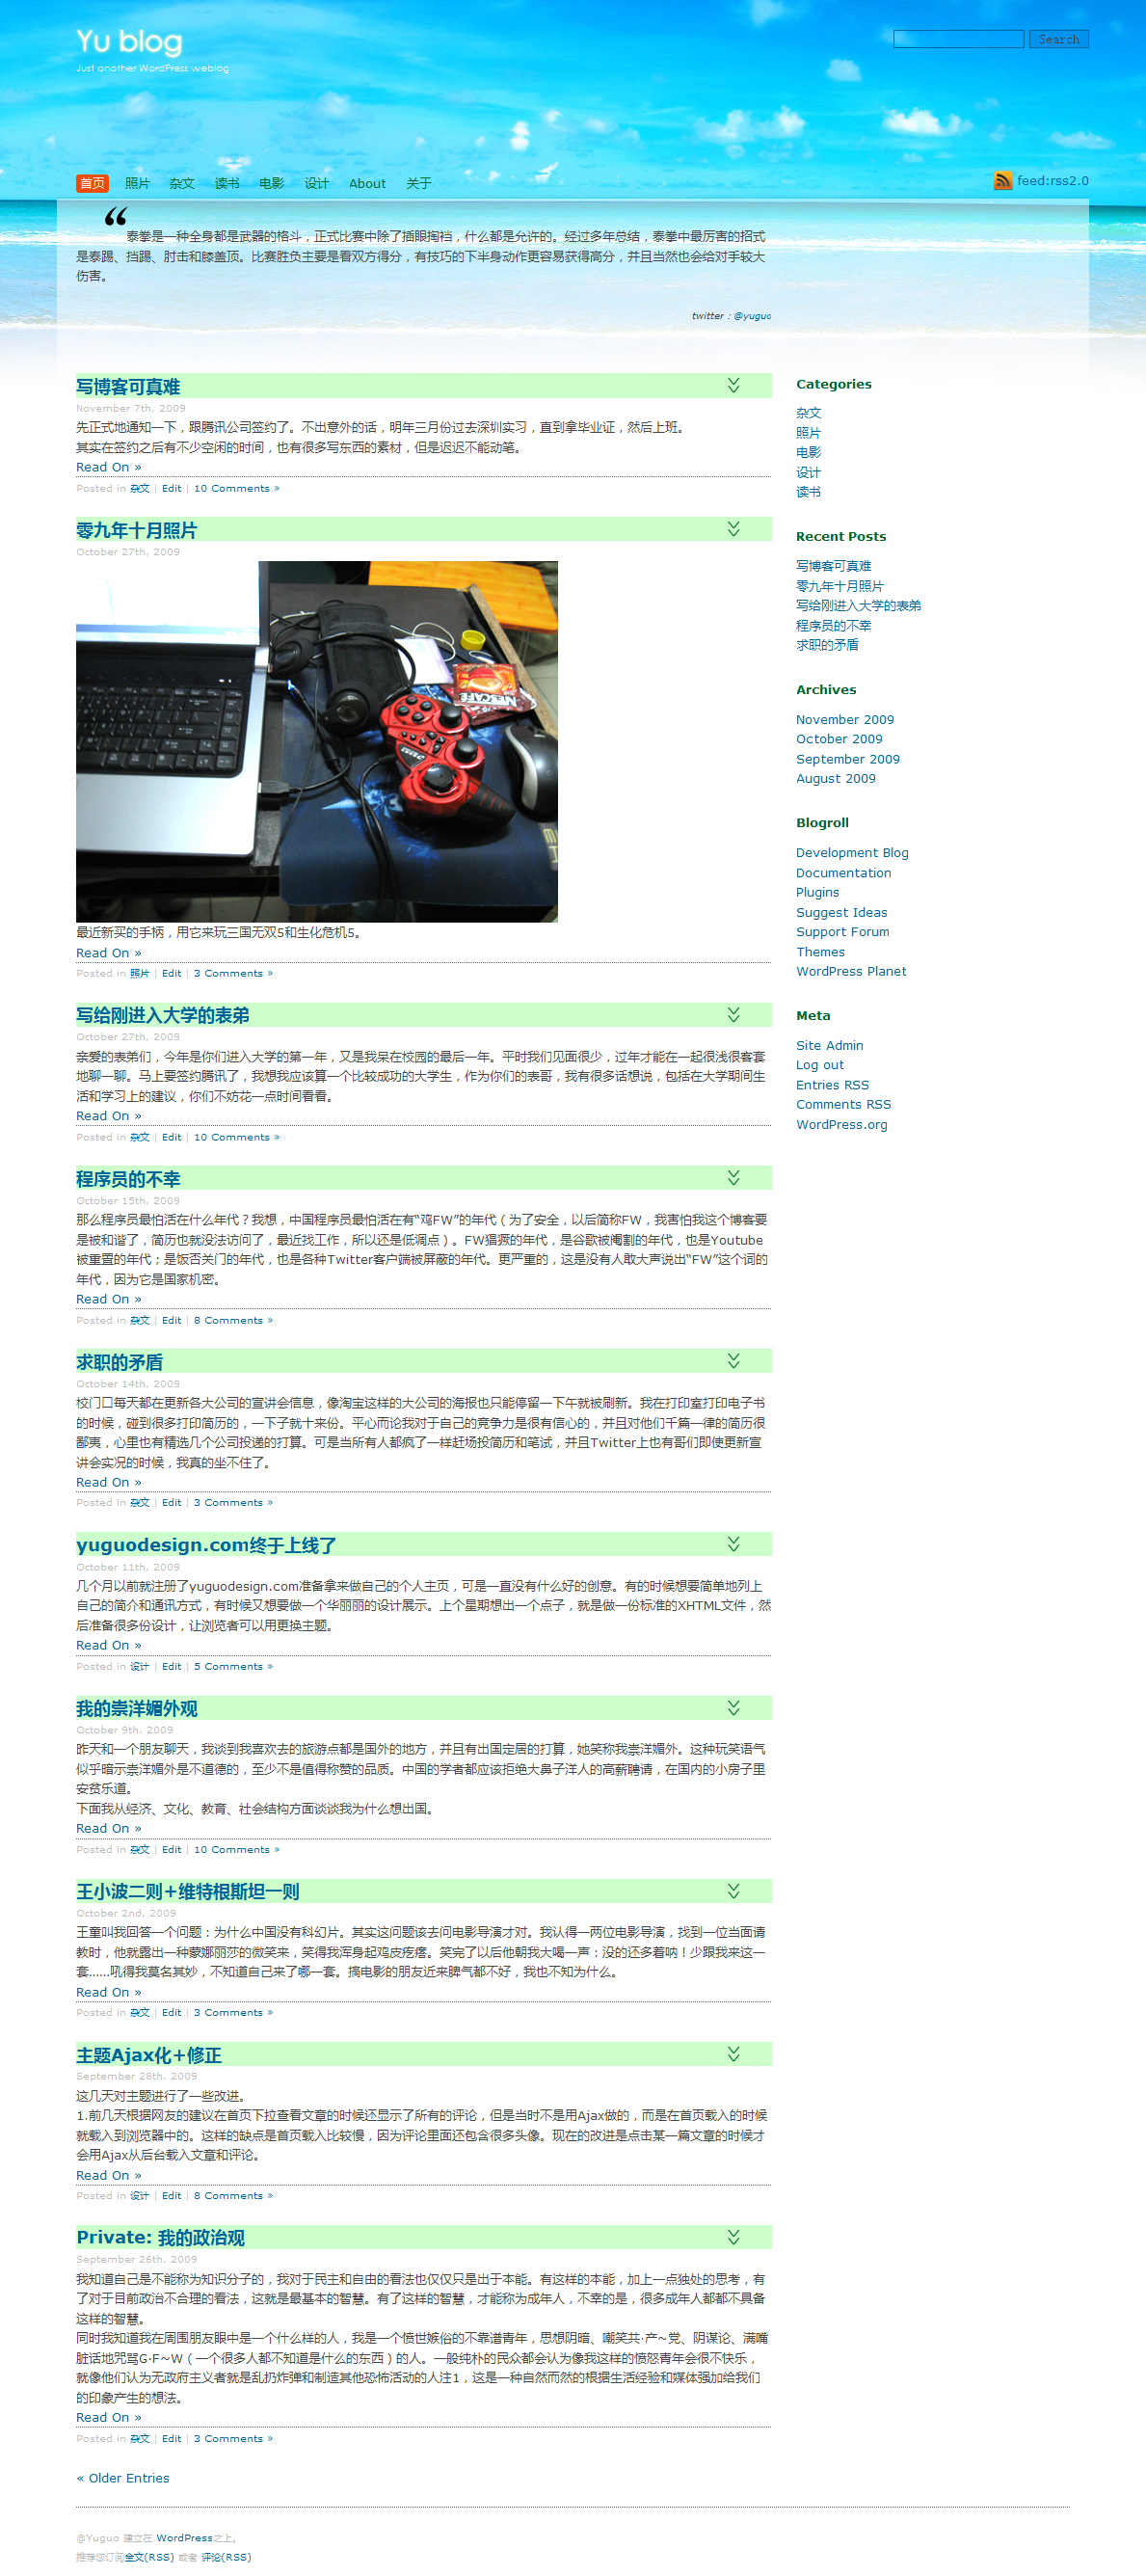 Yu blog
Just another WordPress weblog
Search
首页 照片 杂文 读书 电影 设计 About 关于
feed:rss2.0
“泰拳是一种全身都是武器的格斗，正式比赛中除了插眼掏裆，什么都是允许的。经过多年总结，泰拳中最厉害的招式
是泰踢、挡踢、肘击和膝盖顶。比赛胜负主要是看双方得分，有技巧的下半身动作更容易获得高分，并且当然也会给对手较大
伤害。
twitter : @yuguo
写博客可真难
November 7th, 2009
先正式地通知一下，跟腾讯公司签约了。不出意外的话，明年三月份过去深圳实习，直到拿毕业证，然后上班。
其实在签约之后有不少空闲的时间，也有很多写东西的素材，但是迟迟不能动笔。
Read On »
Posted in 杂文 | Edit | 10 Comments »
零九年十月照片
October 27th, 2009
NESCAFE
最近新买的手柄，用它来玩三国无双5和生化危机5。
Read On »
Posted in 照片 | Edit | 3 Comments »
写给刚进入大学的表弟
October 27th, 2009
亲爱的表弟们，今年是你们进入大学的第一年，又是我呆在校园的最后一年。平时我们见面很少，过年才能在一起很浅很客套
地聊一聊。马上要签约腾讯了，我想我应该算一个比较成功的大学生，作为你们的表哥，我有很多话想说，包括在大学期间生
活和学习上的建议，你们不妨花一点时间看看。
Read On »
Posted in 杂文 | Edit | 10 Comments »
程序员的不幸
October 15th, 2009
那么程序员最怕活在什么年代？我想，中国程序员最怕活在有“鸡FW”的年代（为了安全，以后简称FW，我害怕我这个博客要
是被和谐了，简历也就没法访问了，最近找工作，所以还是低调点）。FW猖獗的年代，是谷歌被阉割的年代，也是Youtube
被重置的年代；是饭否关门的年代，也是各种Twitter客户端被屏蔽的年代。更严重的，这是没有人敢大声说出“FW”这个词的
年代，因为它是国家机密。
Read On »
Posted in 杂文 | Edit | 8 Comments »
求职的矛盾
October 14th, 2009
校门口每天都在更新各大公司的宣讲会信息，像淘宝这样的大公司的海报也只能停留一下午就被刷新。我在打印室打印电子书
的时候，碰到很多打印简历的，一下子就十来份。平心而论我对于自己的竞争力是很有信心的，并且对他们千篇一律的简历很
鄙夷，心里也有精选几个公司投递的打算。可是当所有人都疯了一样赶场投简历和笔试，并且Twitter上也有哥们即使更新宣
讲会实况的时候，我真的坐不住了。
Read On »
Posted in 杂文 | Edit | 3 Comments »
yuguodesign.com终于上线了
October 11th, 2009
几个月以前就注册了yuguodesign.com准备拿来做自己的个人主页，可是一直没有什么好的创意。有的时候想要简单地列上
自己的简介和通讯方式，有时候又想要做一个华丽丽的设计展示。上个星期想出一个点子，就是做一份标准的XHTML文件，然
后准备很多份设计，让浏览者可以用更换主题。
Read On »
Posted in 设计 | Edit | 5 Comments »
我的崇洋媚外观
October 9th, 2009
昨天和一个朋友聊天，我谈到我喜欢去的旅游点都是国外的地方，并且有出国定居的打算，她笑称我崇洋媚外。这种玩笑语气
似乎暗示崇洋媚外是不道德的，至少不是值得称赞的品质。中国的学者都应该拒绝大鼻子洋人的高薪聘请，在国内的小房子里
安贫乐道。
下面我从经济、文化、教育、社会结构方面谈谈我为什么想出国。
Read On »
Posted in 杂文 | Edit | 10 Comments »
王小波二则+维特根斯坦一则
October 2nd, 2009
王童叫我回答一个问题：为什么中国没有科幻片。其实这问题该去问电影导演才对。我认得一两位电影导演，找到一位当面请
教时，他就露出一种蒙娜丽莎的微笑来，笑得我浑身起鸡皮疙瘩。笑完了以后他朝我大喝一声：没的还多着呐！少跟我来这一
套……吼得我莫名其妙，不知道自己来了哪一套。搞电影的朋友近来脾气都不好，我也不知为什么。
Read On »
Posted in 杂文 | Edit | 3 Comments »
主题Ajax化+修正
September 28th, 2009
这几天对主题进行了一些改进。
1.前几天根据网友的建议在首页下拉查看文章的时候还显示了所有的评论，但是当时不是用Ajax做的，而是在首页载入的时候
就载入到浏览器中的。这样的缺点是首页载入比较慢，因为评论里面还包含很多头像。现在的改进是点击某一篇文章的时候才
会用Ajax从后台载入文章和评论。
Read On »
Posted in 设计 | Edit | 8 Comments »
Private: 我的政治观
September 26th, 2009
我知道自己是不能称为知识分子的，我对于民主和自由的看法也仅仅只是出于本能。有这样的本能，加上一点独处的思考，有
了对于目前政治不合理的看法，这就是最基本的智慧。有了这样的智慧，才能称为成年人，不幸的是，很多成年人都都不具备
这样的智慧。
同时我知道我在周围朋友眼中是一个什么样的人，我是一个愤世嫉俗的不靠谱青年，思想阴暗、嘲笑共·产~党、阴谋论、满嘴
脏话地咒骂G·F~W（一个很多人都不知道是什么的东西）的人。一般纯朴的民众都会认为像我这样的愤怒青年会很不快乐，
就像他们认为无政府主义者就是乱扔炸弹和制造其他恐怖活动的人注1，这是一种自然而然的根据生活经验和媒体强加给我们
的印象产生的想法。
Read On »
Posted in 杂文 | Edit | 3 Comments »
« Older Entries
Categories
杂文
照片
电影
设计
读书
Recent Posts
写博客可真难
零九年十月照片
写给刚进入大学的表弟
程序员的不幸
求职的矛盾
Archives
November 2009
October 2009
September 2009
August 2009
Blogroll
Development Blog
Documentation
Plugins
Suggest Ideas
Support Forum
Themes
WordPress Planet
Meta
Site Admin
Log out
Entries RSS
Comments RSS
WordPress.org
@Yuguo 建立在 WordPress之上。
推荐您订阅全文(RSS) 或者 评论(RSS)